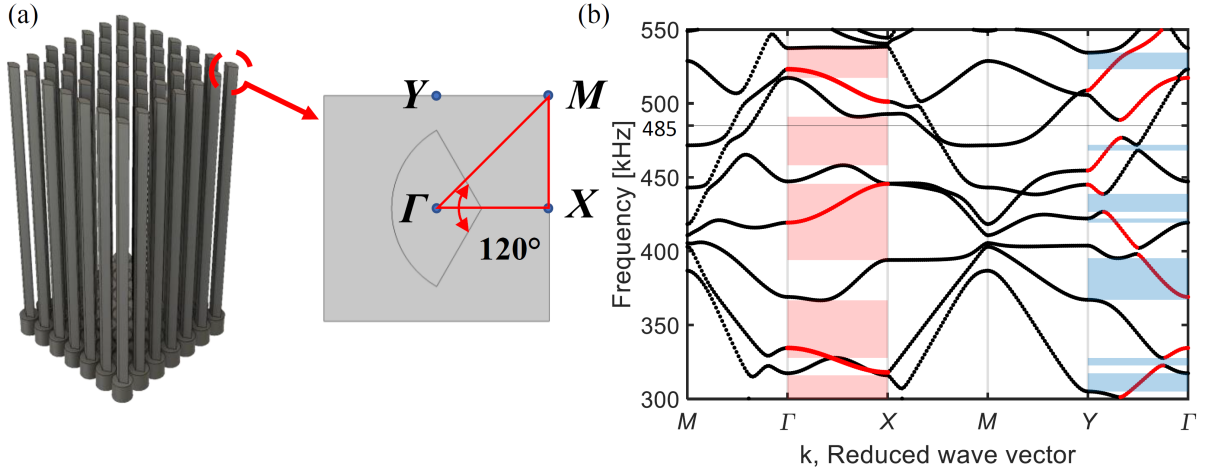 (a)
Y
M
Γ
X
120°
(b)
Frequency [kHz]
550
500
485
450
400
350
300
M
Γ
X
M
Y
Γ
k, Reduced wave vector